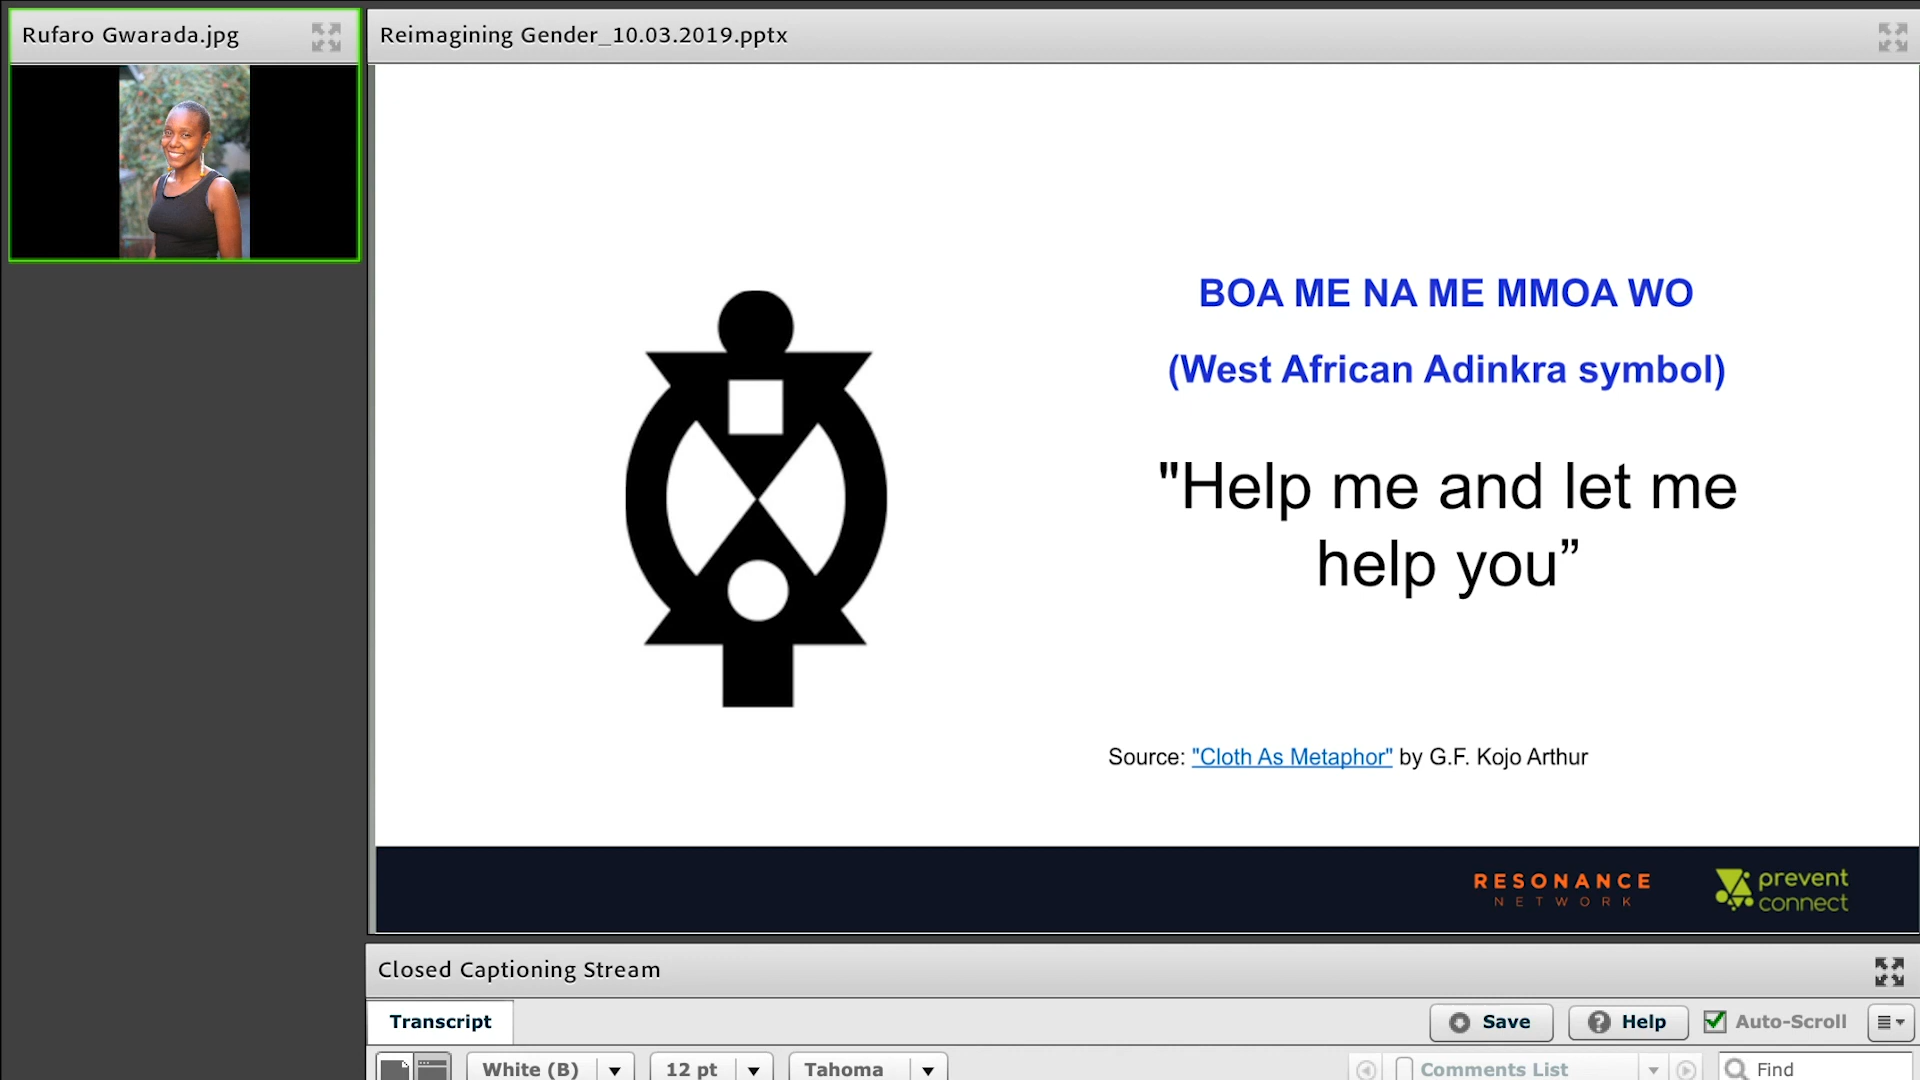 Rufaro Gwarada.jpg
Reimagining Gender_10.03.2019.pptx
BOA ME NA ME MMOA WO
(West African Adinkra symbol)
"Help me and let me
help you”
Source: "Cloth As Metaphor" by G.F. Kojo Arthur
RESONANCE
NETWORK
prevent
connect
Closed Captioning Stream
Transcript
Save
Help
Auto-Scroll
White (B)
12 pt
Tahoma
Comments List
Find